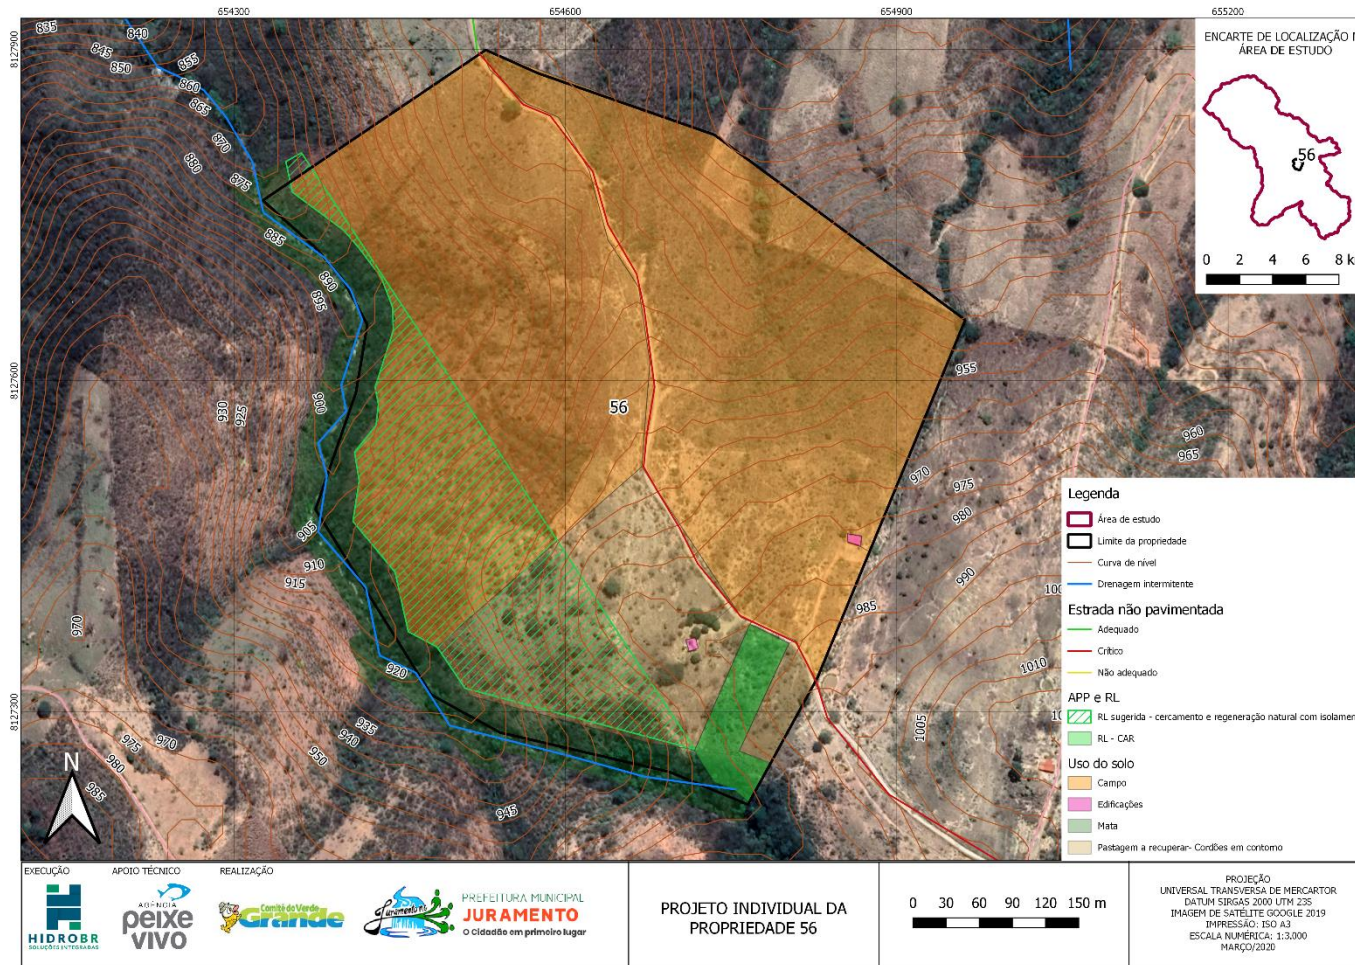 654300
654600
654900
655200
8127900
8127600
8127300
835
840
845
850
855
860
865
870
880
875
885
890
895
900
930
925
905
910
915
920
970
935
940
950
945
975
970
980
985
56
955
970
975
980
960
965
990
985
1010
1005
N
ENCARTE DE LOCALIZAÇÃO
ÁREA DE ESTUDO
56
0 2 4 6 8 k
Legenda
Área de estudo
Limite da propriedade
Curva de nível
Drenagem intermitente
Estrada não pavimentada
Adequado
Crítico
Não adequado
APP e RL
RL sugerida - cercamento e regeneração natural com isolamen
RL - CAR
Uso do solo
Campo
Edificações
Mata
Pastagem a recuperar- Cordões em contorno
EXECUÇÃO
HIDROBR
SOLUÇÕES INTEGRADAS
APOIO TÉCNICO
AGÊNCIA
peixe
vivo
REALIZAÇÃO
Comitê do Verde
Grande
PREFEITURA MUNICIPAL
JURAMENTO
O Cidadão em primeiro lugar
PROJETO INDIVIDUAL DA
PROPRIEDADE 56
0 30 60 90 120 150 m
PROJEÇÃO
UNIVERSAL TRANSVERSA DE MERCARTOR
DATUM SIRGAS 2000 UTM 23S
IMAGEM DE SATÉLITE GOOGLE 2019
IMPRESSÃO: ISO A3
ESCALA NUMÉRICA: 1:3.000
MARÇO/2020